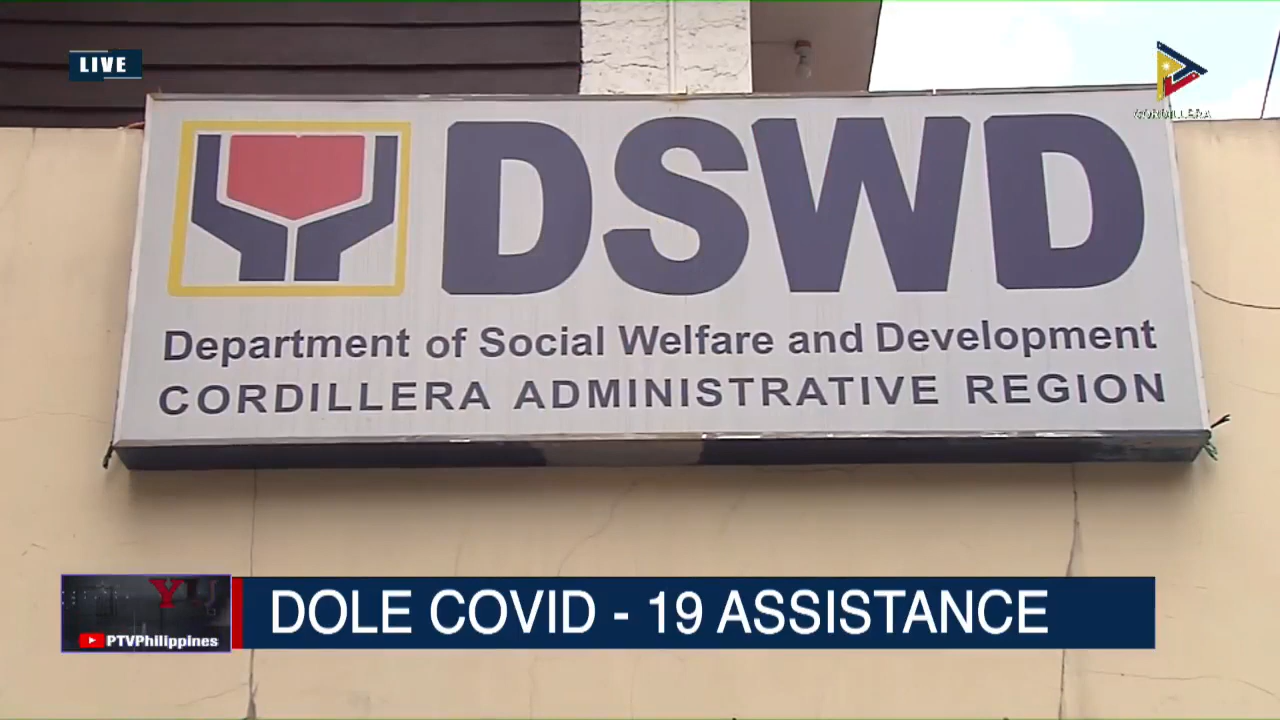 LIVE
CORDILLERA
DSWD
Department of Social Welfare and Development
CORDILLERA ADMINISTRATIVE REGION
DOLE COVID - 19 ASSISTANCE
Y
PTVPhilippines